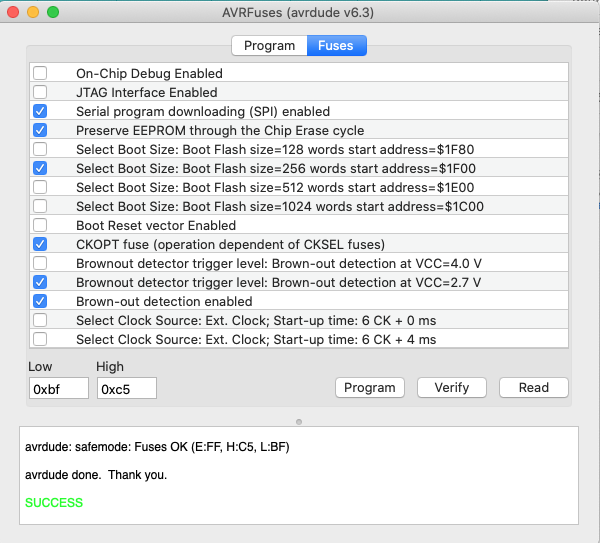 AVRFuses (avrdude v6.3)
Program Fuses
On-Chip Debug Enabled
JTAG Interface Enabled
Serial program downloading (SPI) enabled
Preserve EEPROM through the Chip Erase cycle
Select Boot Size: Boot Flash size=128 words start address=$1F80
Select Boot Size: Boot Flash size=256 words start address=$1F00
Select Boot Size: Boot Flash size=512 words start address=$1E00
Select Boot Size: Boot Flash size=1024 words start address=$1C00
Boot Reset vector Enabled
CKOPT fuse (operation dependent of CKSEL fuses)
Brownout detector trigger level: Brown-out detection at VCC=4.0 V
Brownout detector trigger level: Brown-out detection at VCC=2.7 V
Brown-out detection enabled
Select Clock Source: Ext. Clock; Start-up time: 6 CK + 0 ms
Select Clock Source: Ext. Clock; Start-up time: 6 CK + 4 ms
Low High
0xbf 0xc5 Program Verify Read
avrdude: safemode: Fuses OK (E:FF, H:C5, L:BF)
avrdude done.  Thank you.
SUCCESS